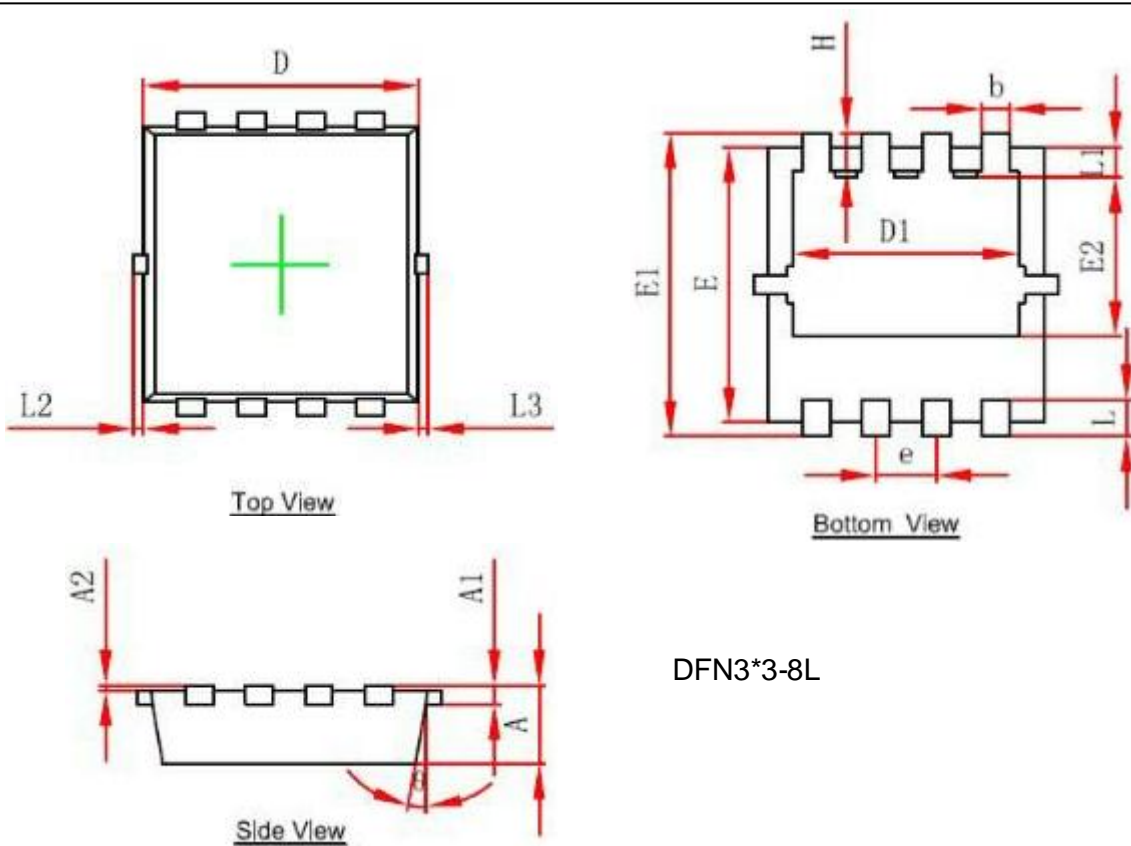 D
L2
L3
Top View
H
b
L1
D1
E2
E1
E
L
e
Bottom View
A2
A1
A
Side View
DFN3*3-8L